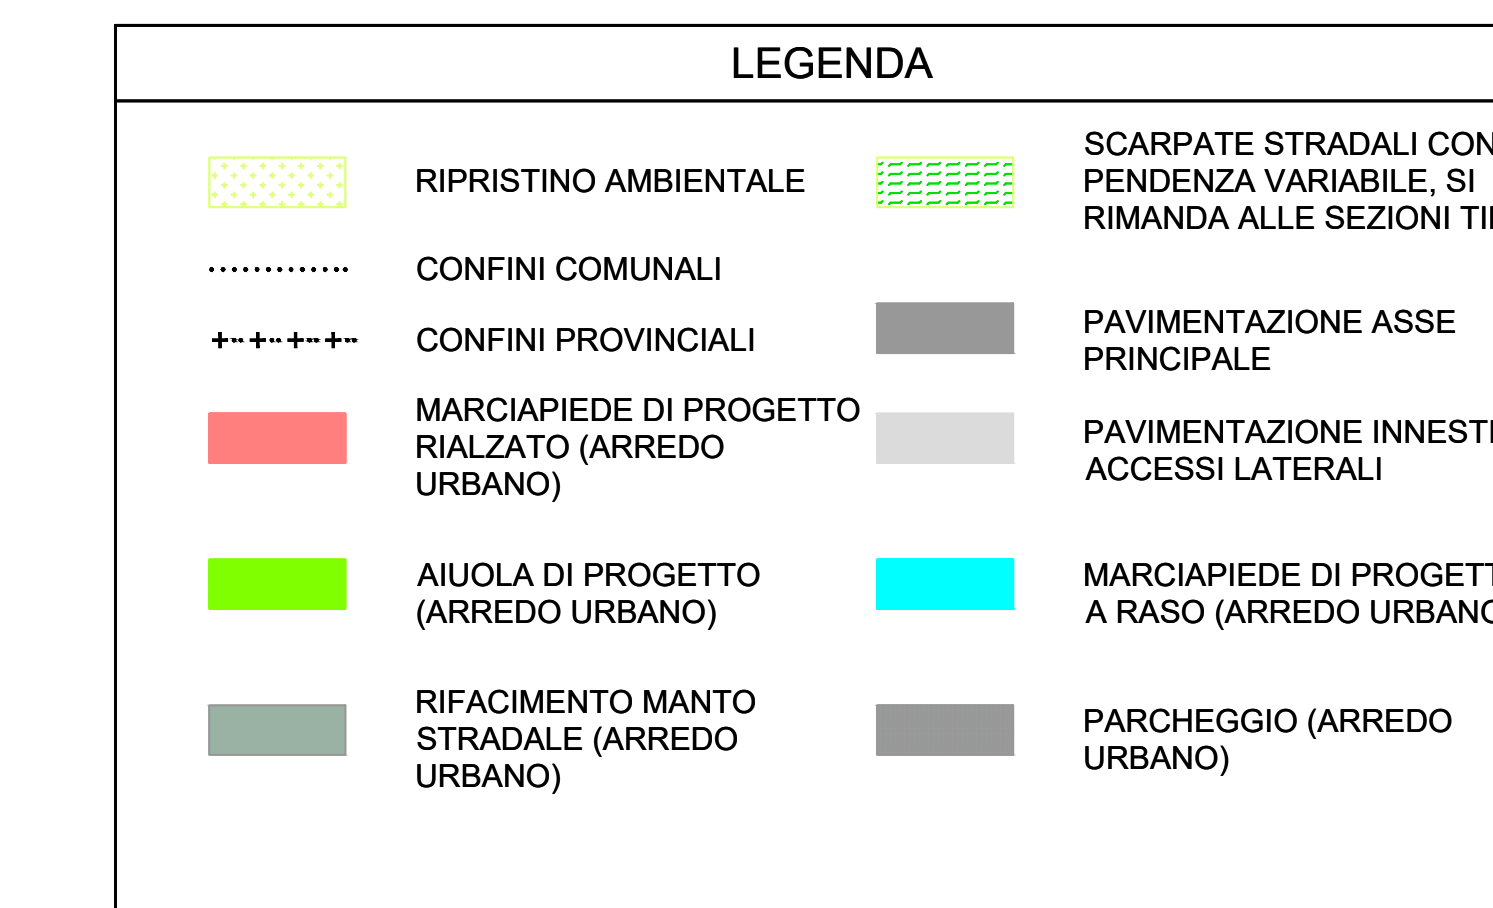 LEGENDA
RIPRISTINO AMBIENTALE
CONFINI COMUNALI
CONFINI PROVINCIALI
MARCIAPIEDE DI PROGETTO
RIALZATO (ARREDO
URBANO)
AIUOLA DI PROGETTO
(ARREDO URBANO)
RIFACIMENTO MANTO
STRADALE (ARREDO
URBANO)
SCARPATE STRADALI CON
PENDENZA VARIABILE, SI
RIMANDA ALLE SEZIONI
PAVIMENTAZIONE ASSE
PRINCIPALE
PAVIMENTAZIONE
ACCESSI LATERALI
MARCIAPIEDE DI
A RASO (ARREDO
PARCHEGGIO (ARREDO
URBANO)